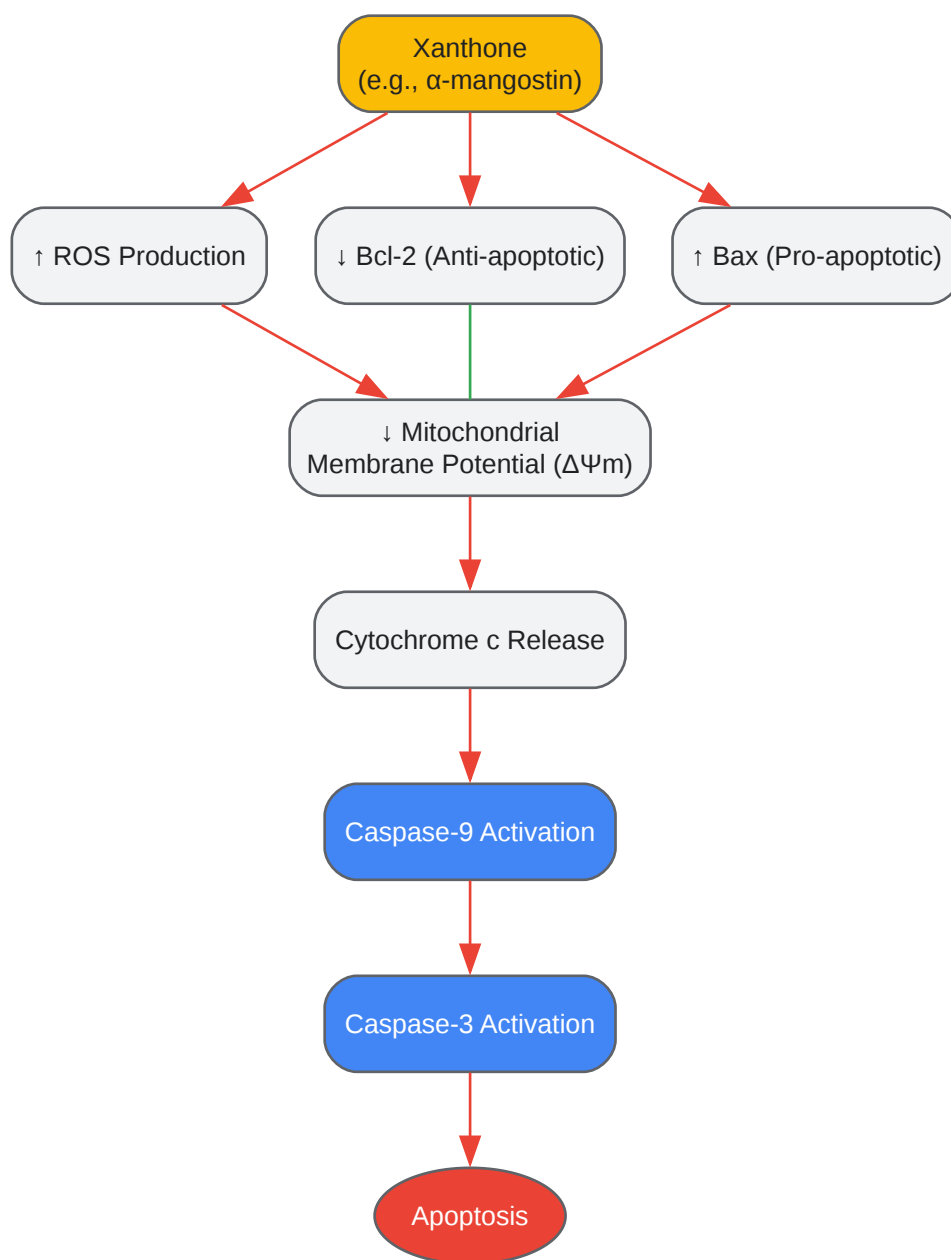 Xanthone
(e.g., α-mangostin)
↑ ROS Production
↓ Bcl-2 (Anti-apoptotic)
↑ Bax (Pro-apoptotic)
↓ Mitochondrial
Membrane Potential (ΔΨm)
Cytochrome c Release
Caspase-9 Activation
Caspase-3 Activation
Apoptosis